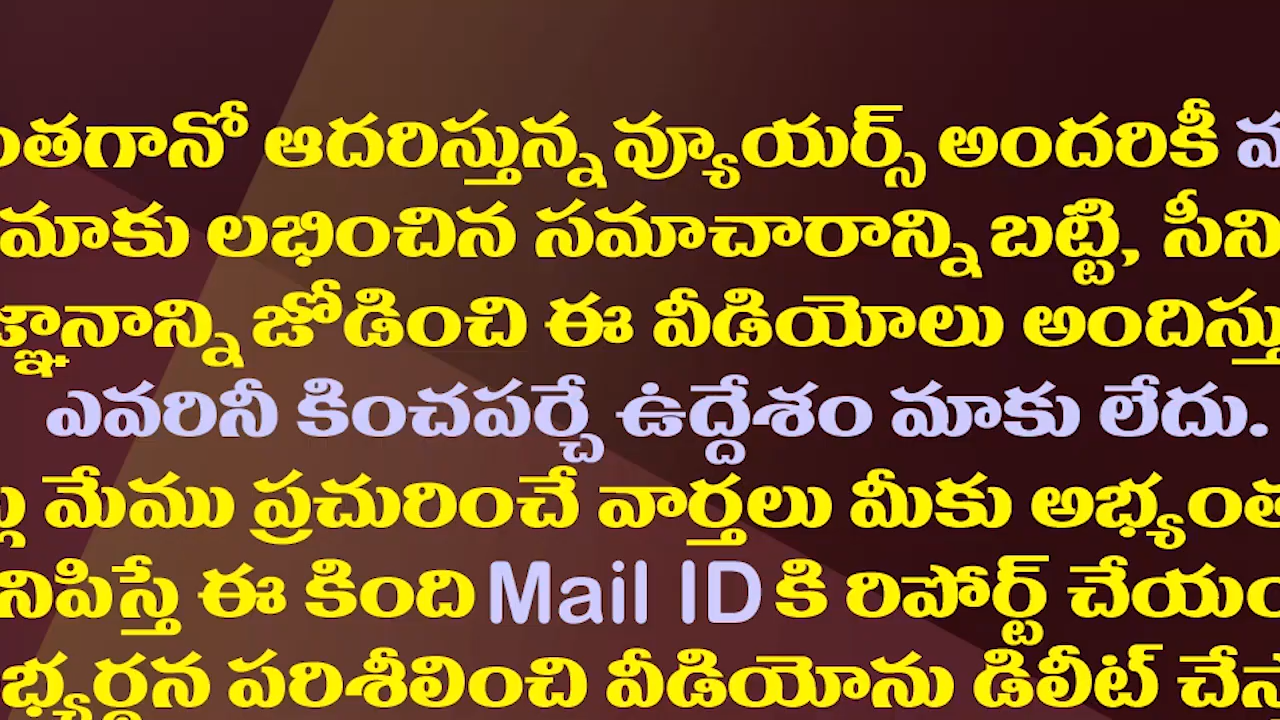 ంతగానో ఆదరిస్తున్న వ్యూయర్స్ అందరికీ
మాకు లభించిన సమాచారాన్ని బట్టి, సీని
జ్ఞానాన్ని జోడించి ఈ వీడియోలు అందిస్తు
ఎవరినీ కించపర్చే ఉద్దేశం మాకు లేదు.
మేము ప్రచురించే వార్తలు మీకు అభ్యంత
నిపిస్తే ఈ కింది Mail ID కి రిపోర్ట్ చేయం
భ్యర్థన పరిశీలించి వీడియోను డిలీట్ చేస